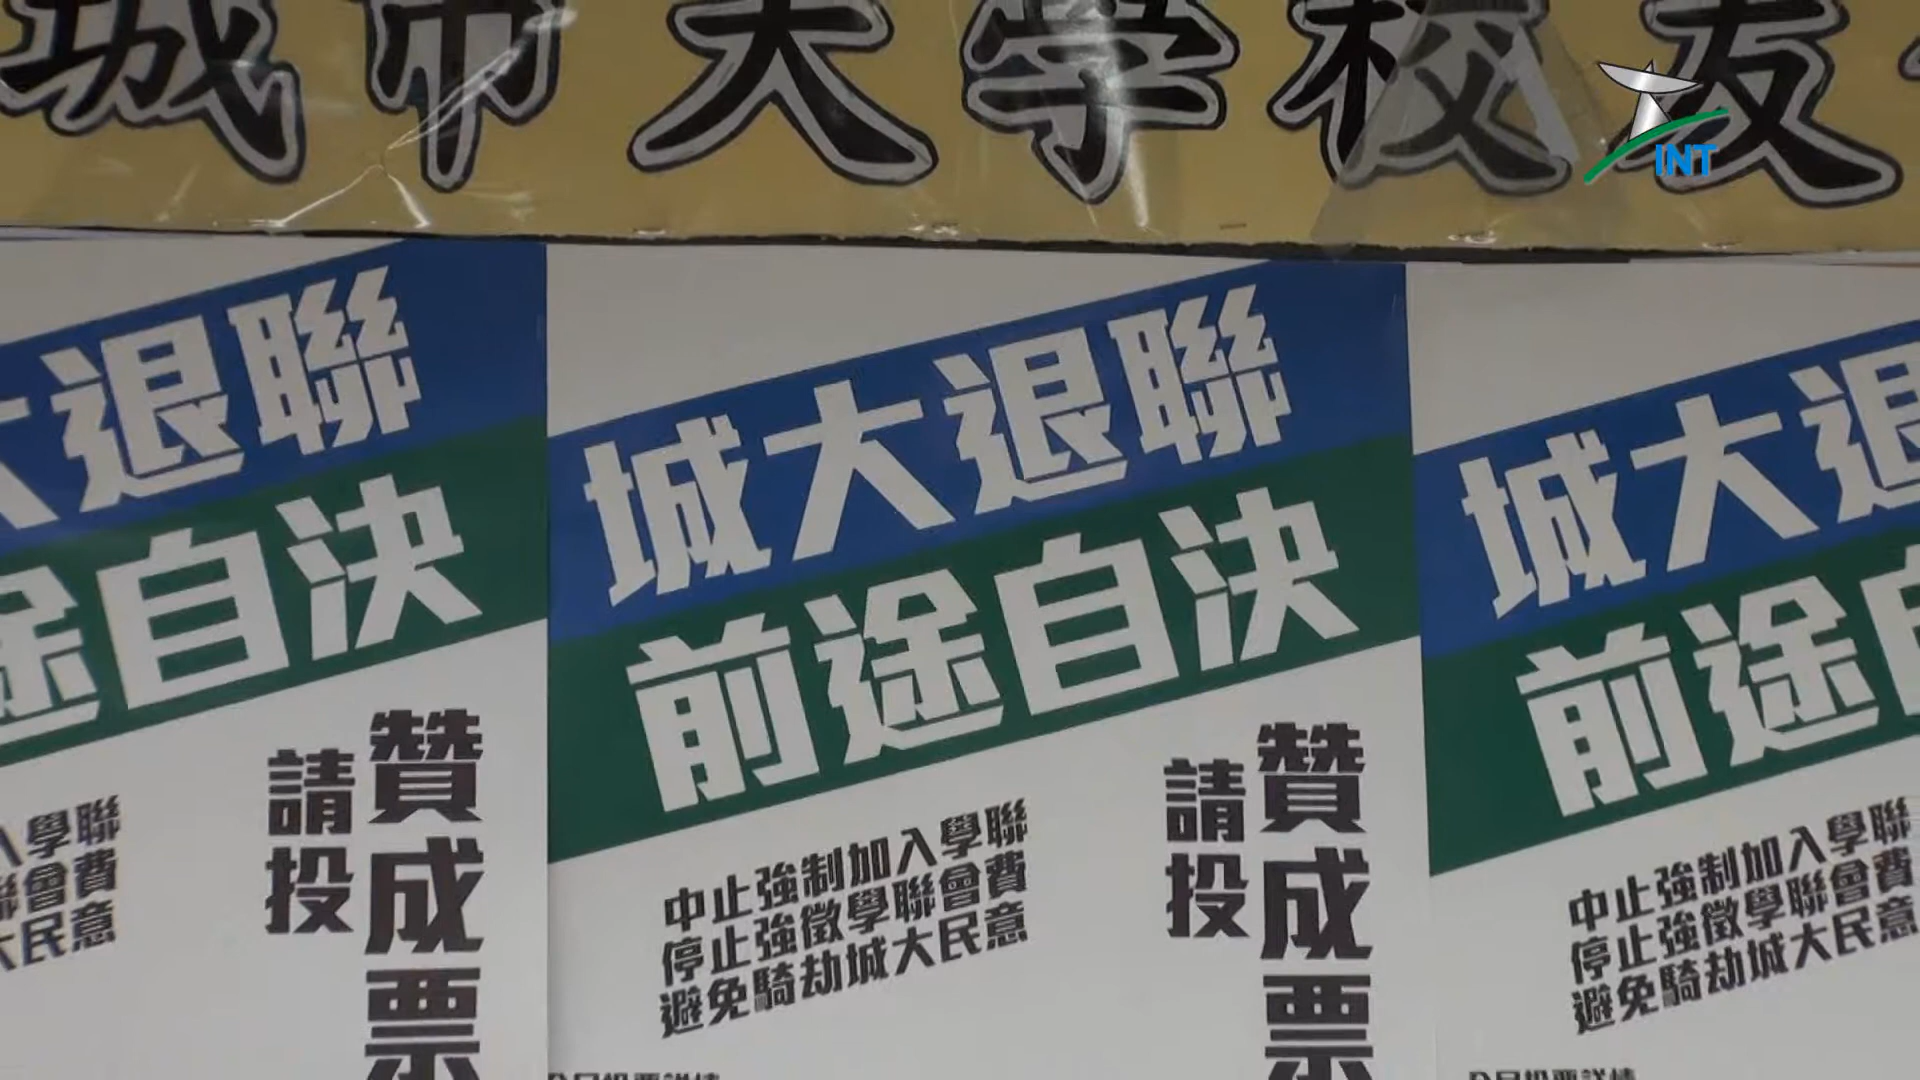 城市大學校友
INT
大退聯
途自決
請投
贊成票
入學聯
聯會費
大民意
城大退聯
前途自決
請投
贊成票
中止強制加入學聯
停止強徵學聯會費
避免騎劫城大民意
城大退
前途自
中止強制加入學聯
停止強徵學聯會費
避免騎劫城大民意